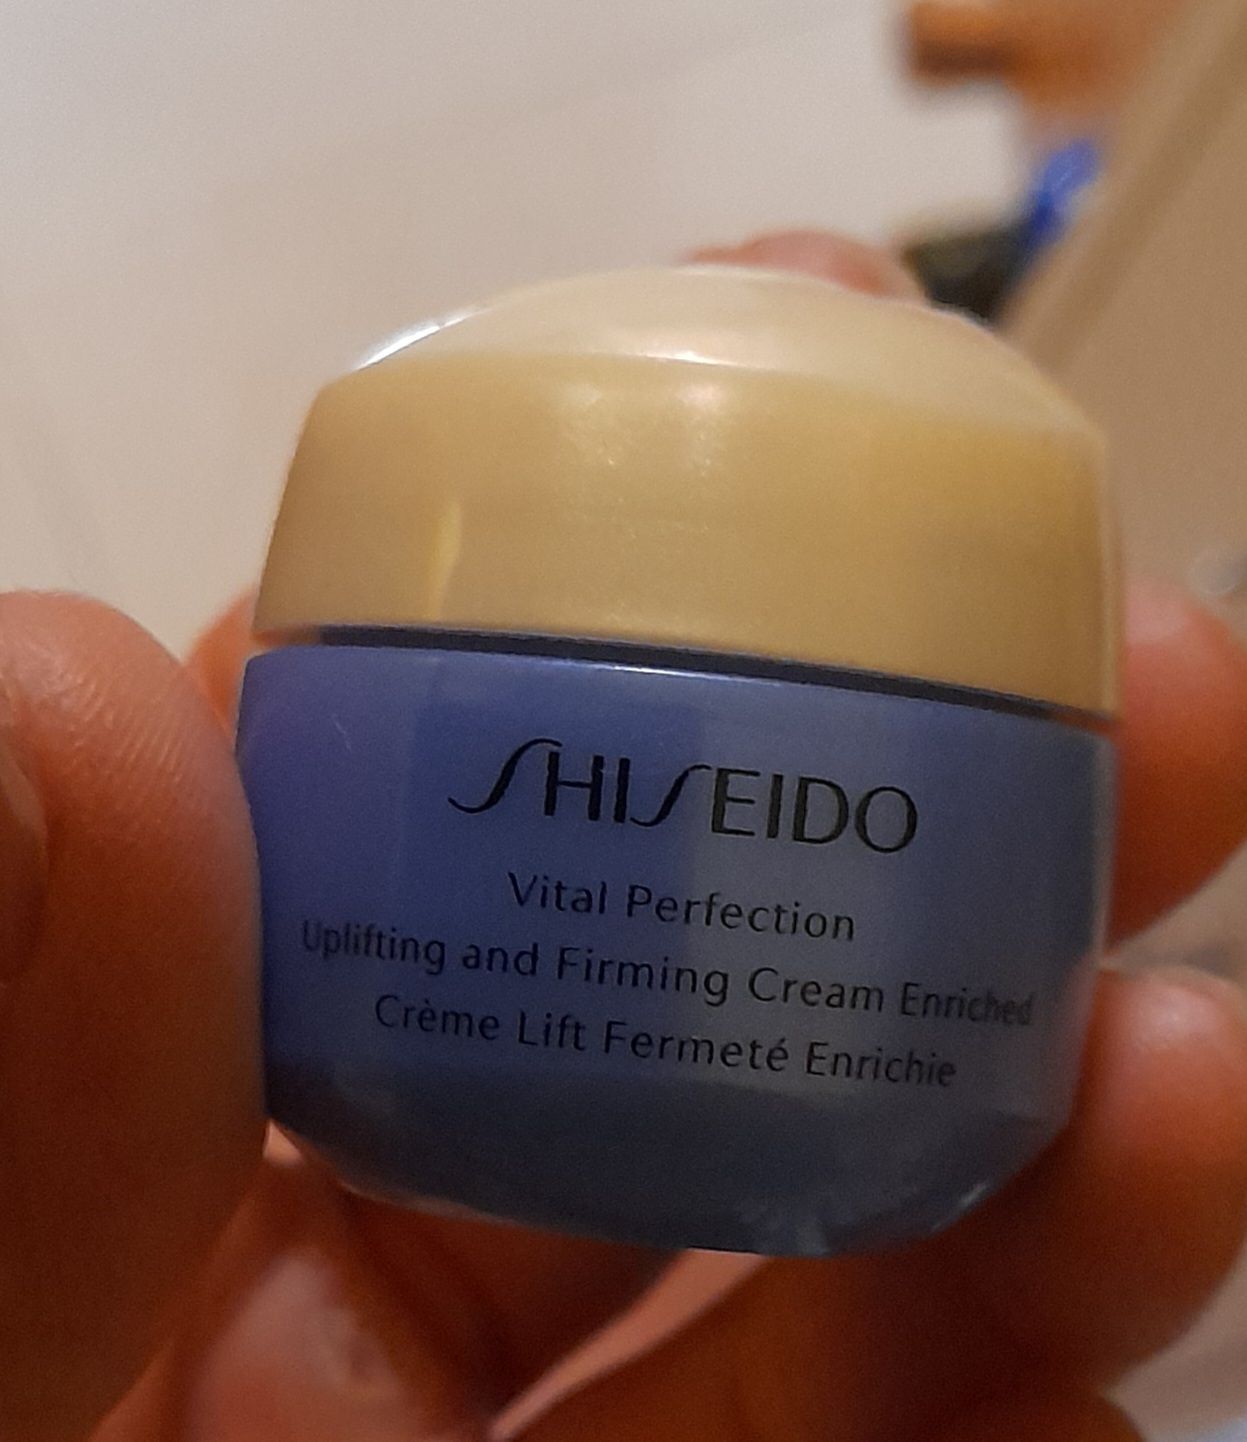 SHISEIDO
Vital Perfection
Uplifting and Firming Cream Enriched
Crème Lift Fermeté Enrichie